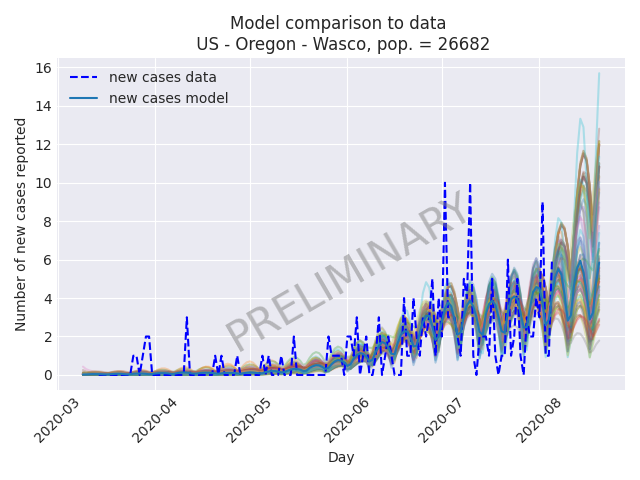 Model comparison to data
US - Oregon - Wasco, pop. = 26682
new cases data
new cases model
PRELIMINARY
Number of new cases reported
16
14
12
10
8
6
4
2
0
2020-03
2020-04
2020-05
2020-06
2020-07
2020-08
Day